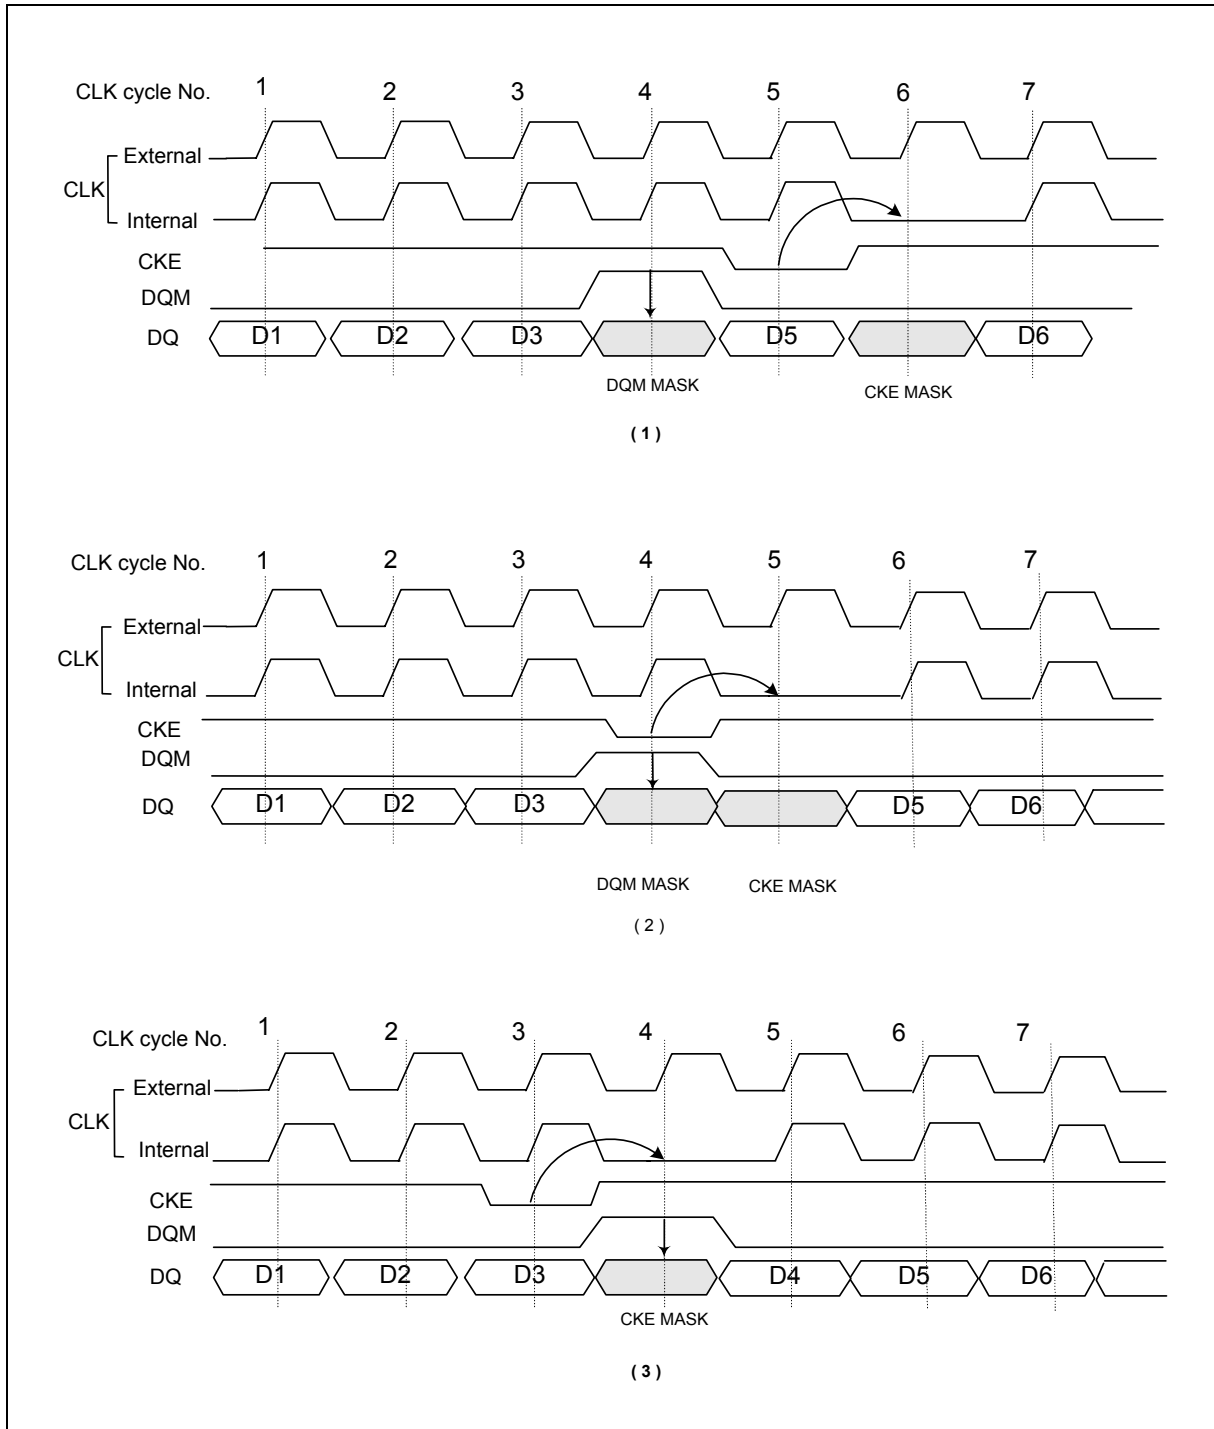 CLK cycle No. 1 2 3 4 5 6 7
External
CLK
Internal
CKE
DQM
DQ D1 D2 D3 D5 D6
DQM MASK CKE MASK
( 1 )
CLK cycle No. 1 2 3 4 5 6 7
External
CLK
Internal
CKE
DQM
DQ D1 D2 D3 D5 D6
DQM MASK CKE MASK
( 2 )
CLK cycle No. 1 2 3 4 5 6 7
External
CLK
Internal
CKE
DQM
DQ D1 D2 D3 D4 D5 D6
CKE MASK
( 3 )